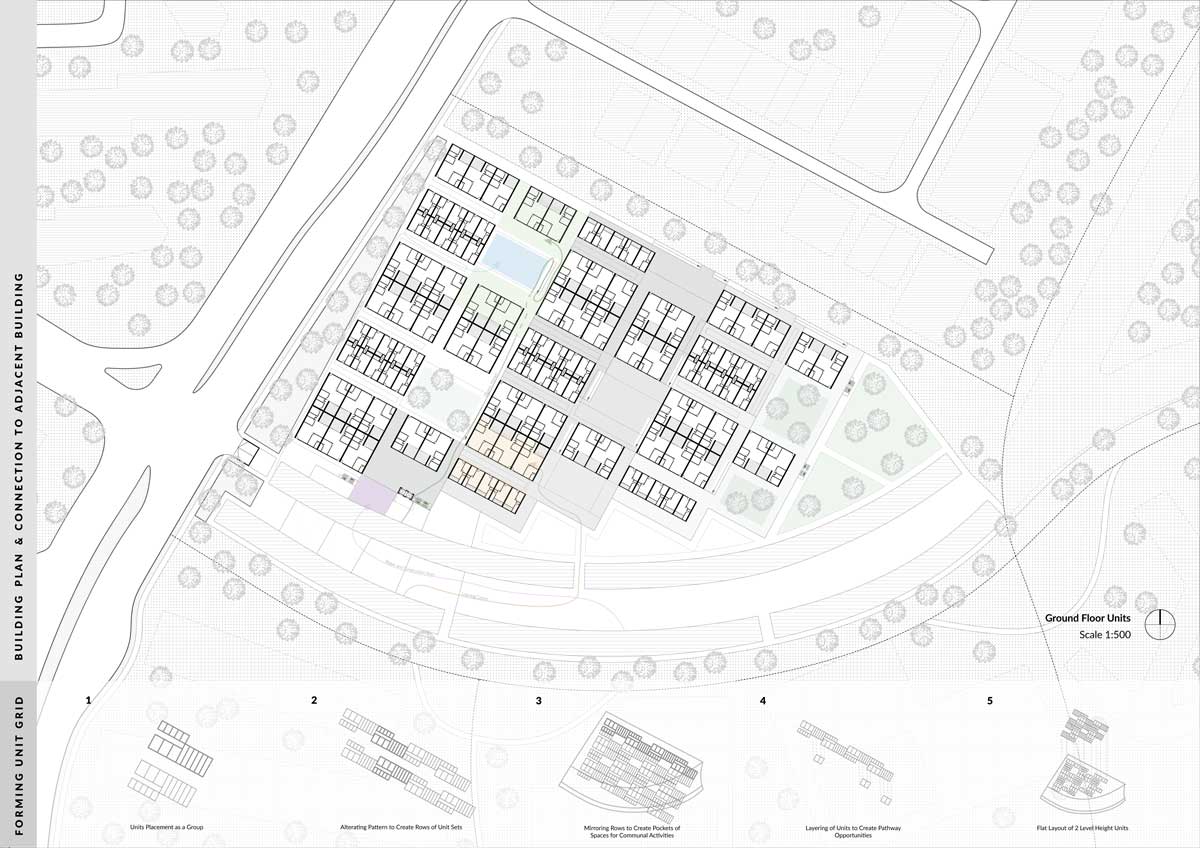 BUILDING PLAN & CONNECTION TO ADJACENT BUILDING
Ground Floor Units
Scale 1:500
FORMING UNIT GRID
1
2
3
4
5
Units Placement as a Group
Alterating Pattern to Create Rows of Unit Sets
Mirroring Rows to Create Pockets of
Spaces for Communal Activities
Layering of Units to Create Pathway
Opportunities
Flat Layout of 2 Level Height Units